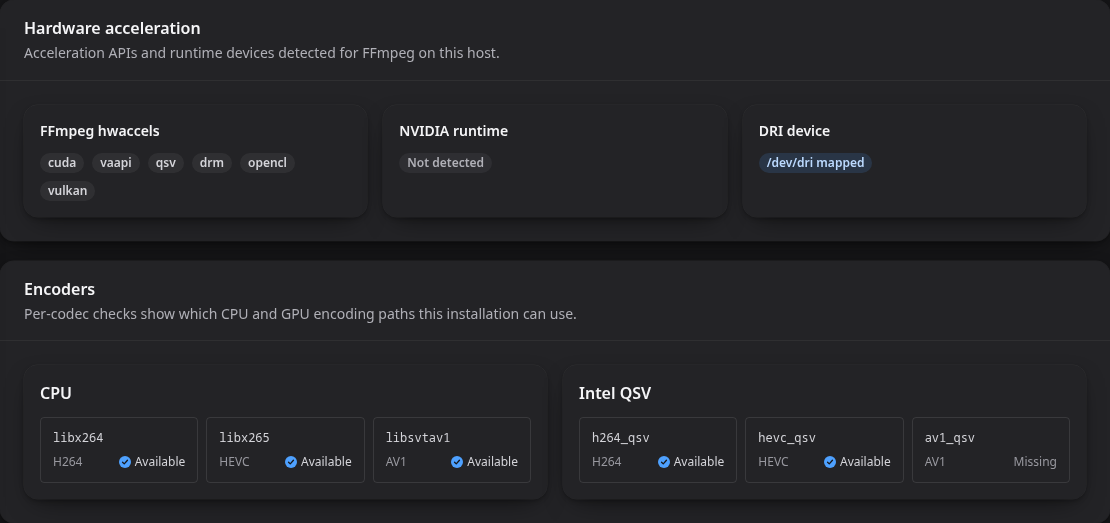 Hardware acceleration
Acceleration APIs and runtime devices detected for FFmpeg on this host.
FFmpeg hwaccels
cuda vaapi qsv drm opencl
vulkan
NVIDIA runtime
Not detected
DRI device
/dev/dri mapped
Encoders
Per-codec checks show which CPU and GPU encoding paths this installation can use.
CPU
libx264
H264 Available
libx265
HEVC Available
libsvtav1
AV1 Available
Intel QSV
h264_qsv
H264 Available
hevc_qsv
HEVC Available
av1_qsv
AV1 Missing